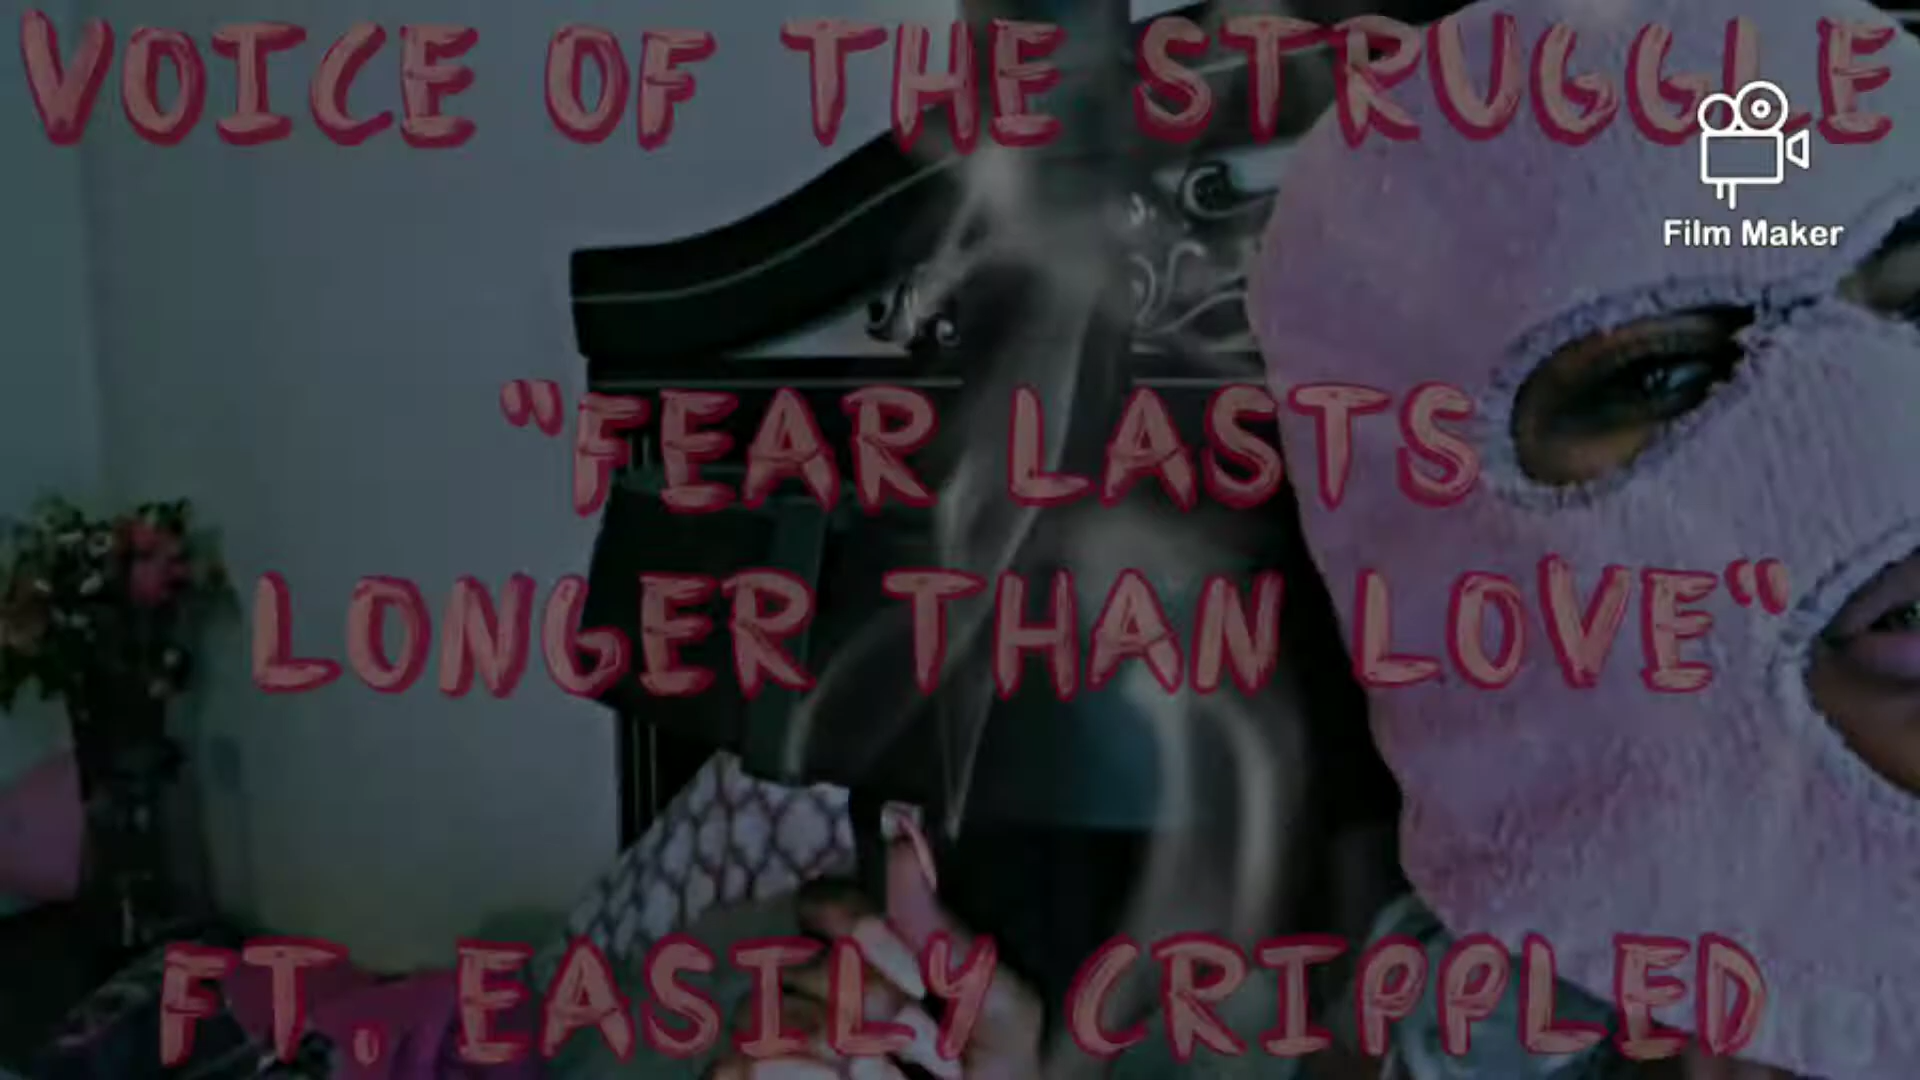 VOICE OF THE STRUGGLE
Film Maker
"FEAR LASTS
LONGER THAN LOVE"
FT. EASILY CRIPPLED